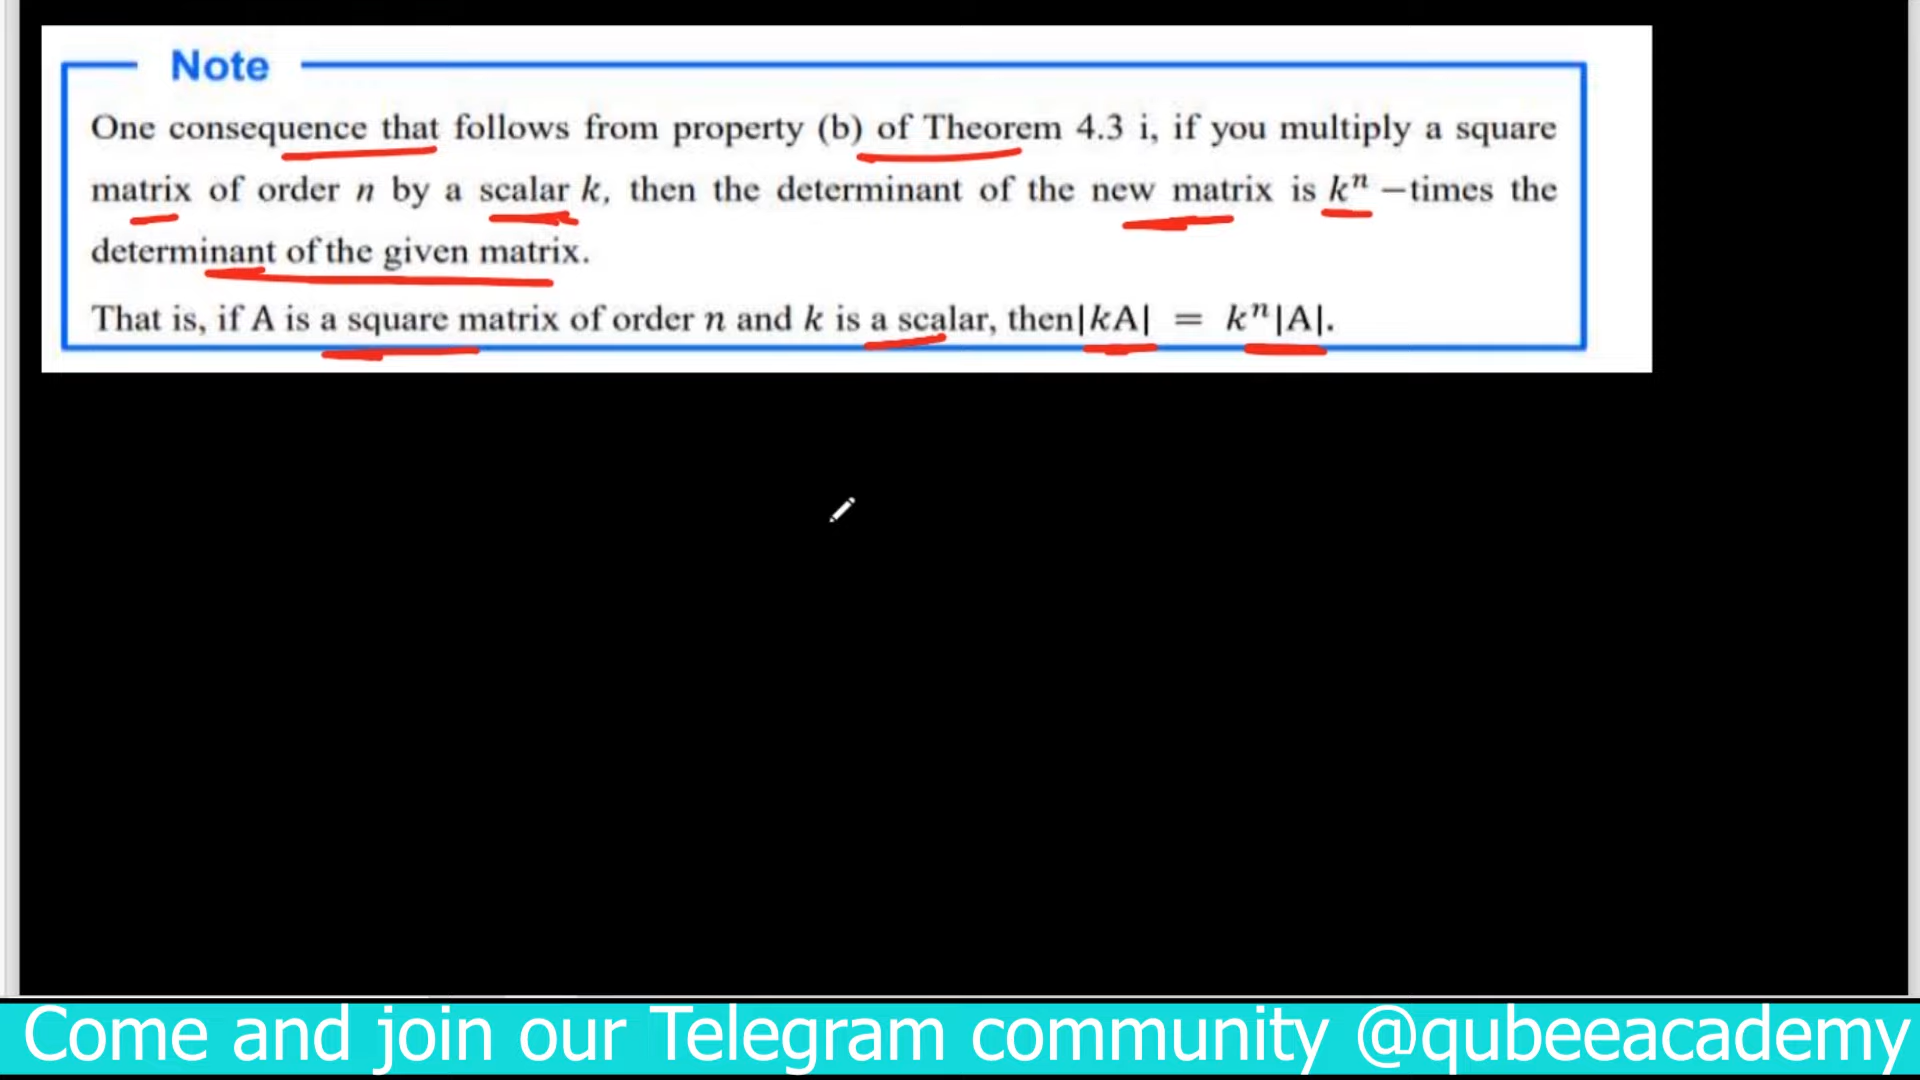 Note
One consequence that follows from property (b) of Theorem 4.3 i, if you multiply a square
matrix of order n by a scalar k, then the determinant of the new matrix is kⁿ −times the
determinant of the given matrix.
That is, if A is a square matrix of order n and k is a scalar, then|kA| = kⁿ|A|.
Come and join our Telegram community @qubeeacademy